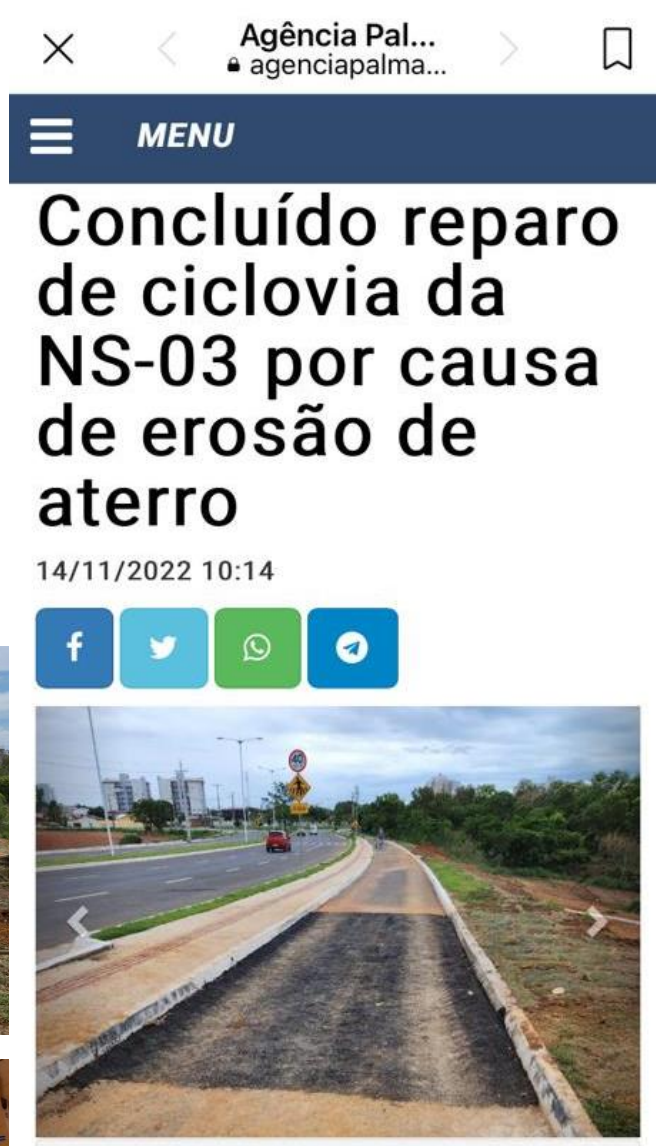 Agência Pal...
agenciapalma...
MENU
Concluído reparo
de ciclovia da
NS-03 por causa
de erosão de
aterro
14/11/2022 10:14
40